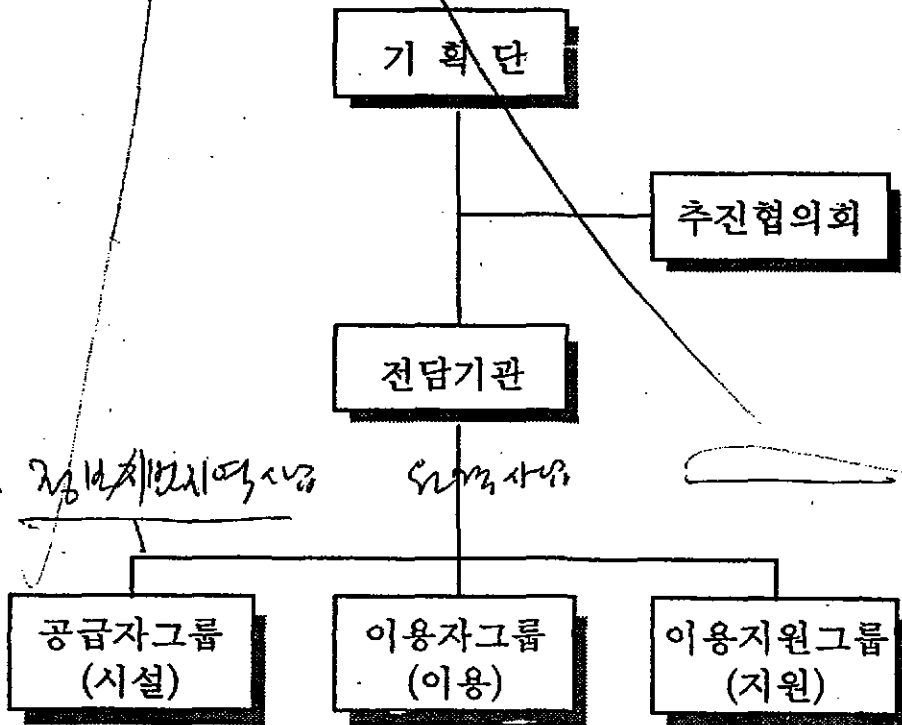 기 획 단
추진협의회
전담기관
공급자그룹
(시설)
이용자그룹
(이용)
이용지원그룹
(지원)